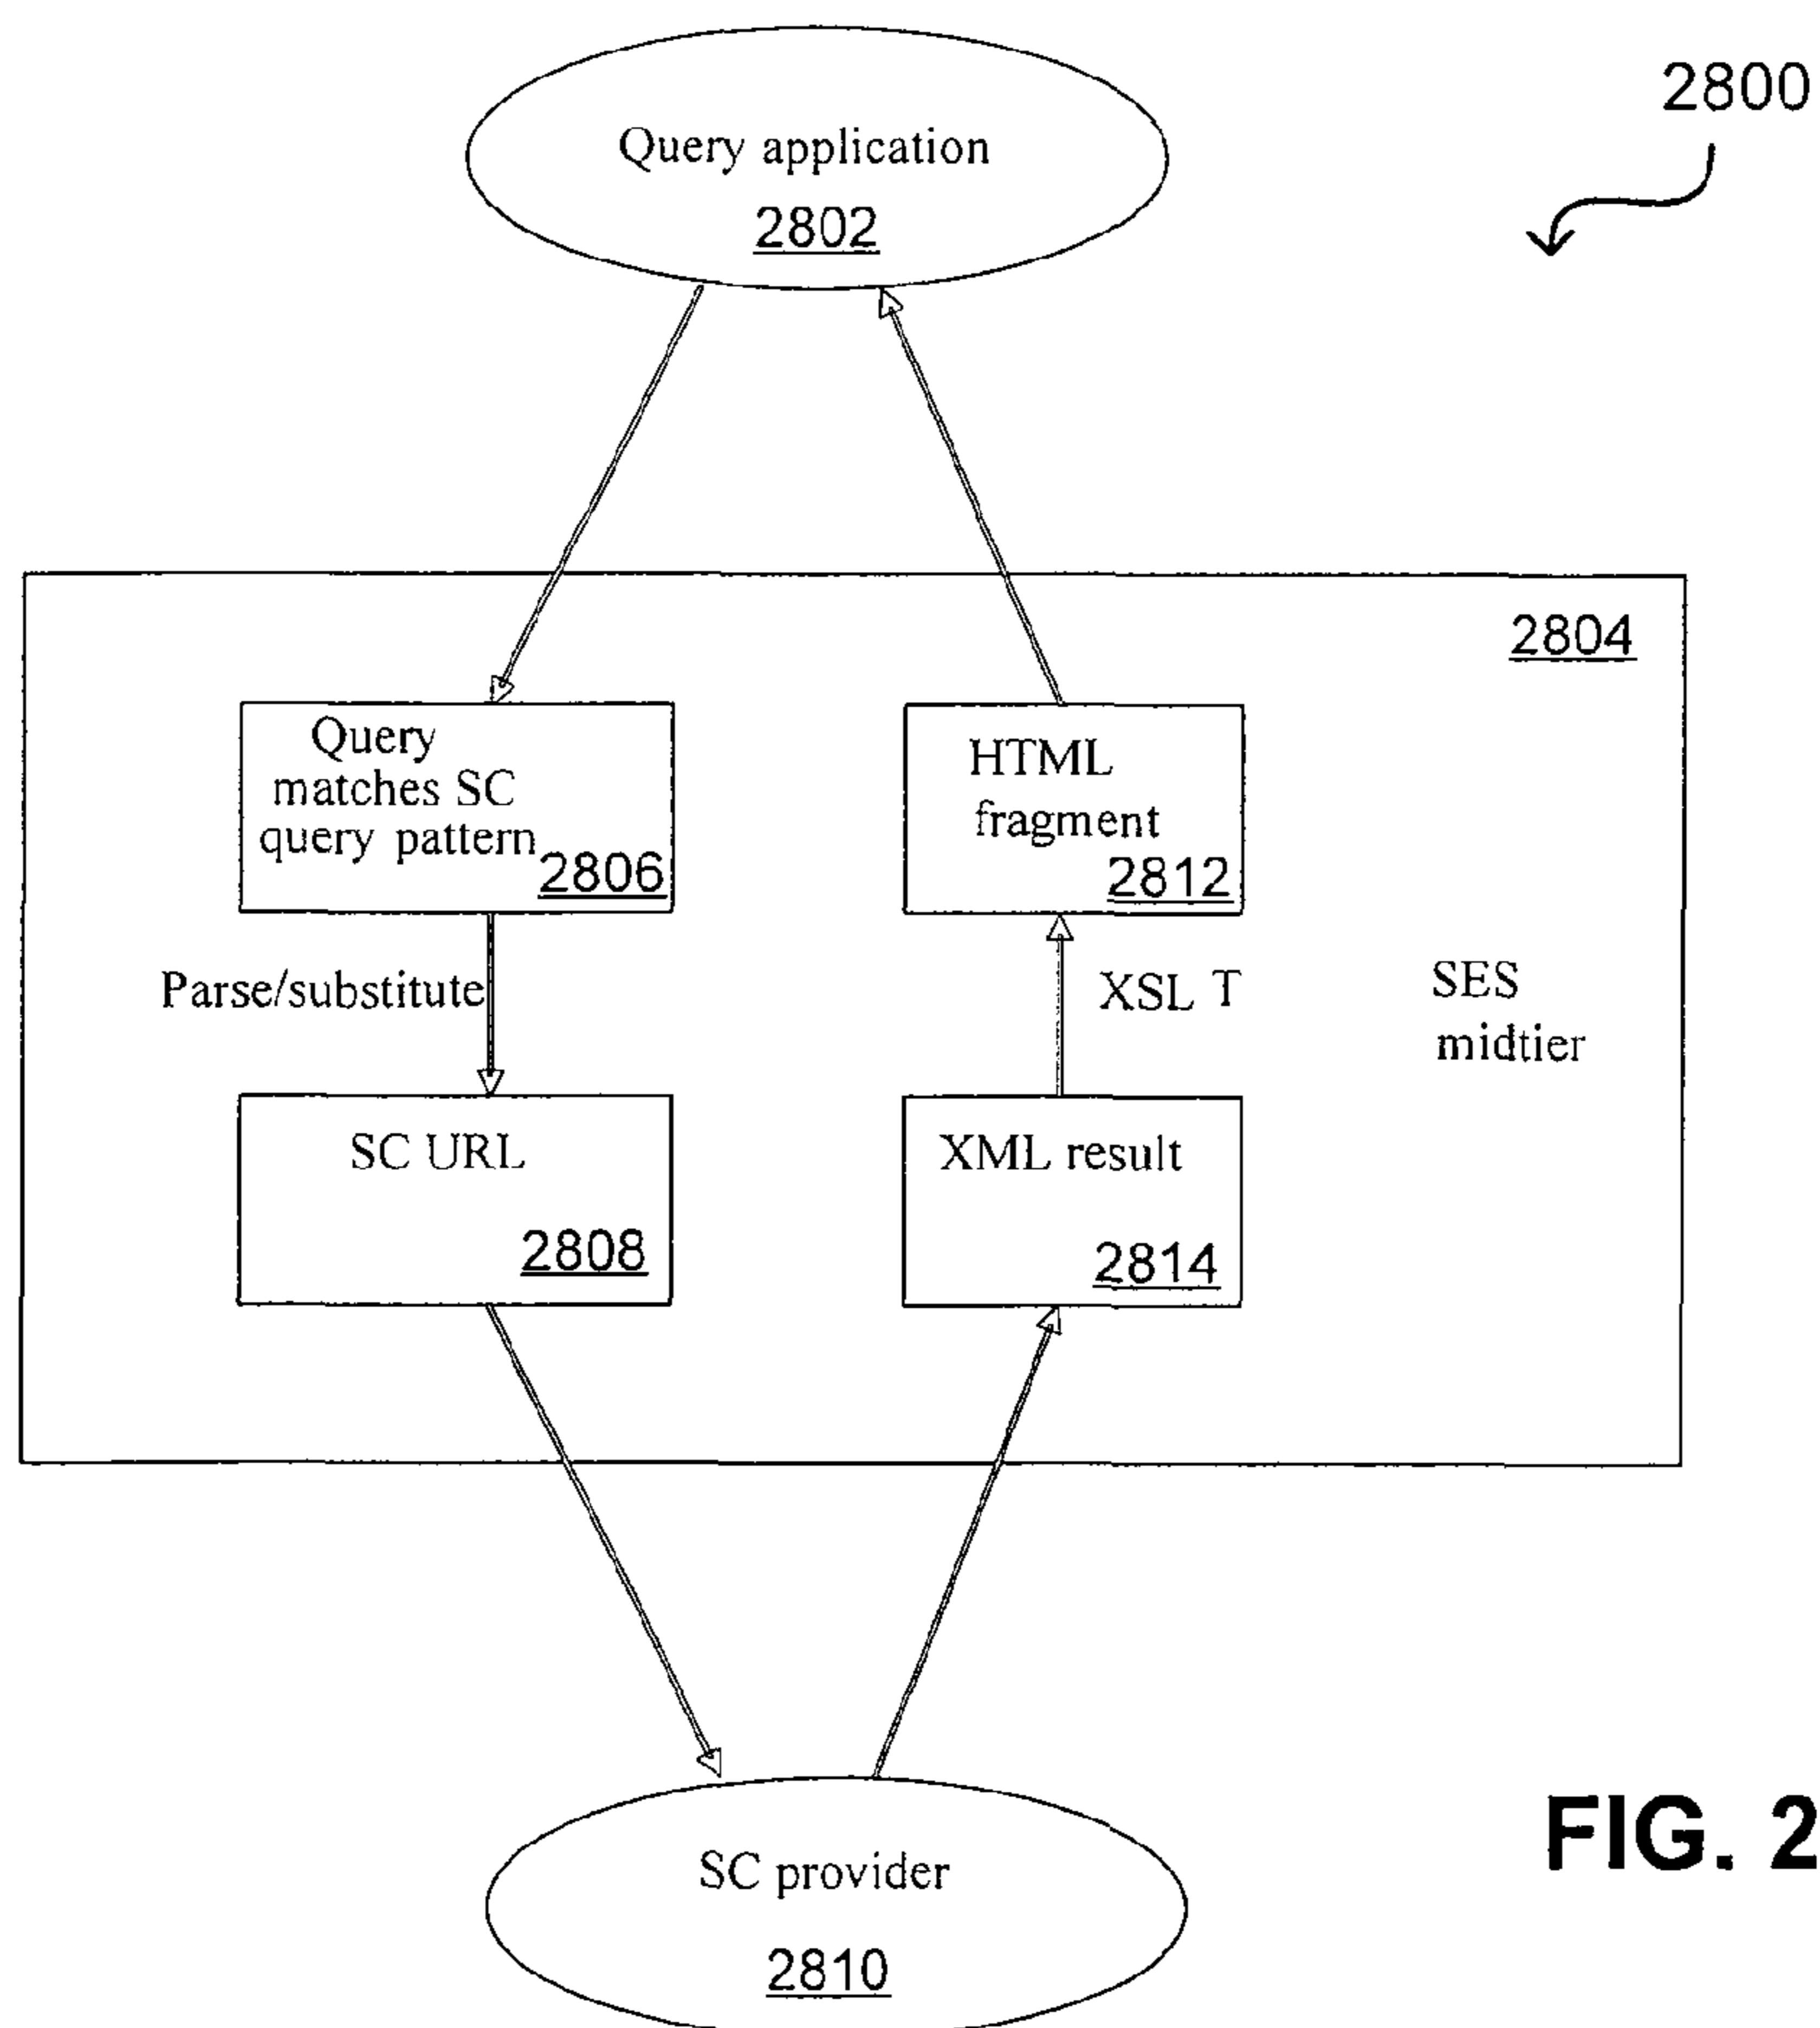 2800
Query application
2802
2804
Query
matches SC
query pattern
2806
HTML
fragment
2812
Parse/substitute
XSL T
SES
midtier
SC URL
2808
XML result
2814
SC provider
2810
FIG. 2